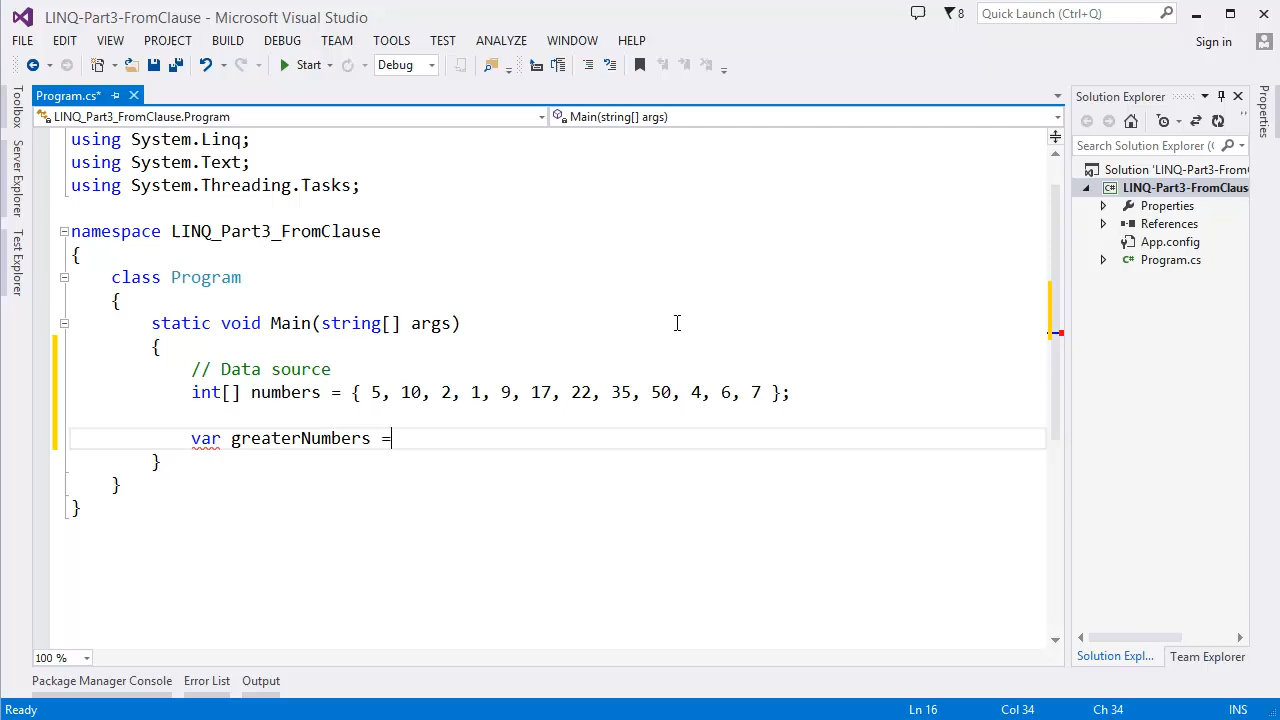 LINQ-Part3-FromClause - Microsoft Visual Studio
8
Quick Launch (Ctrl+Q)
FILE EDIT VIEW PROJECT BUILD DEBUG TEAM TOOLS TEST ANALYZE WINDOW HELP
Sign in
Start Debug
Toolbox
Server Explorer
Test Explorer
Program.cs*
LINQ_Part3_FromClause.Program
Main(string[] args)
using System.Linq;
using System.Text;
using System.Threading.Tasks;
namespace LINQ_Part3_FromClause
{
class Program
{
static void Main(string[] args)
{
// Data source
int[] numbers = { 5, 10, 2, 1, 9, 17, 22, 35, 50, 4, 6, 7 };
var greaterNumbers =
}
}
}
100 %
Solution Explorer
Search Solution Explorer (
Solution 'LINQ-Part3-From
LINQ-Part3-FromClaus
Properties
References
App.config
Program.cs
Solution Expl... Team Explorer
Properties
Package Manager Console Error List Output
Ready Ln 16 Col 34 Ch 34 INS